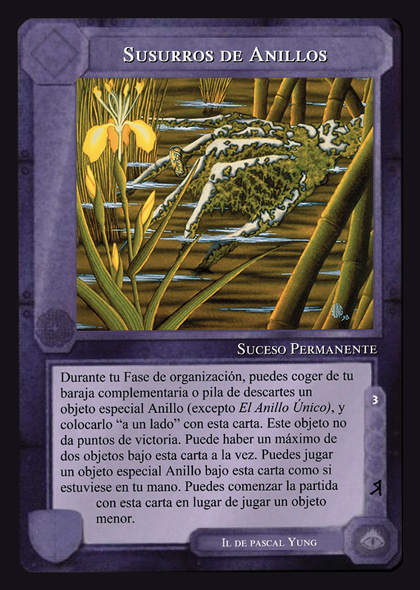 Susurros de Anillos
Suceso Permanente
Durante tu Fase de organización, puedes coger de tu
baraja complementaria o pila de descartes un
objeto especial Anillo (excepto El Anillo Único), y
colocarlo “a un lado” con esta carta. Este objeto no
da puntos de victoria. Puede haber un máximo de
dos objetos bajo esta carta a la vez. Puedes jugar
un objeto especial Anillo bajo esta carta como si
estuviese en tu mano. Puedes comenzar la partida
con esta carta en lugar de jugar un objeto
menor.
3
Il de pascal Yung